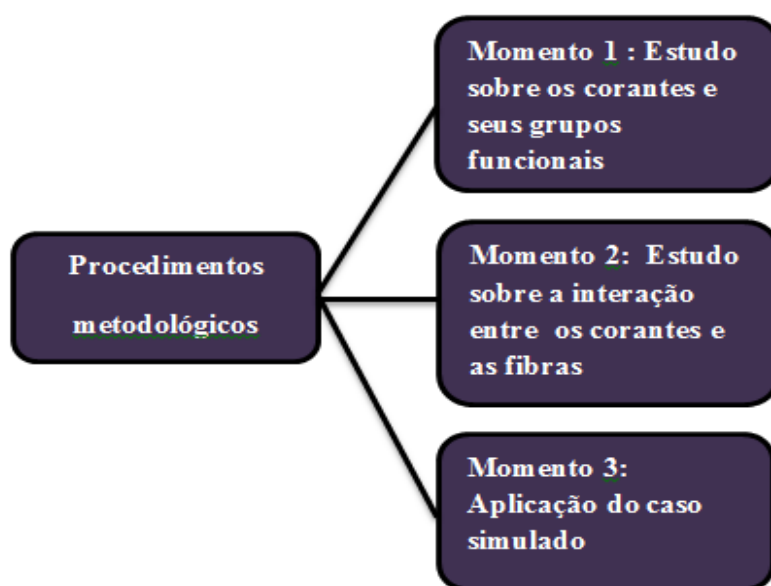 Procedimentos
metodológicos
Momento 1 : Estudo
sobre os corantes e
seus grupos
funcionais
Momento 2: Estudo
sobre a interação
entre os corantes e
as fibras
Momento 3:
Aplicação do caso
simulado